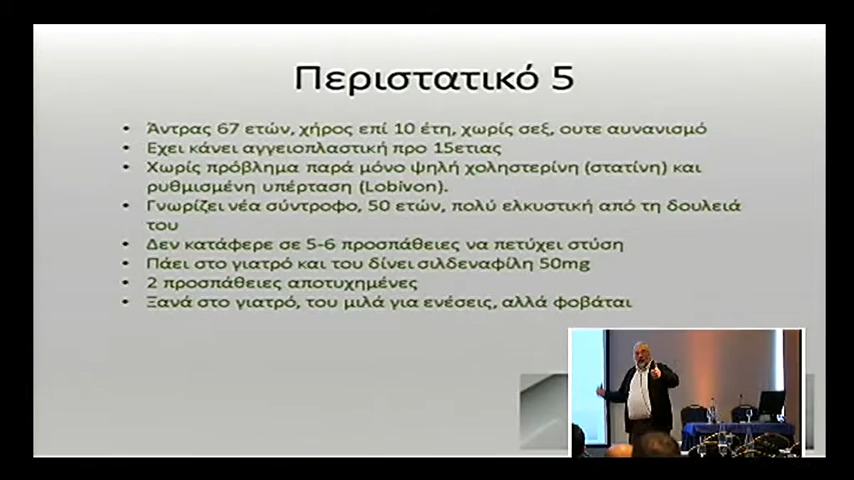 Περιστατικό 5
• Άντρας 67 ετών, χήρος επί 10 έτη, χωρίς σεξ, ουτε αυνανισμό
• Εχει κάνει αγγειοπλαστική προ 15ετιας
• Χωρίς πρόβλημα παρά μόνο ψηλή χοληστερίνη (στατίνη) και
ρυθμισμένη υπέρταση (Lobivon).
• Γνωρίζει νέα σύντροφο, 50 ετών, πολύ ελκυστική από τη δουλειά
του
• Δεν κατάφερε σε 5-6 προσπάθειες να πετύχει στύση
• Πάει στο γιατρό και του δίνει σιλδεναφίλη 50mg
• 2 προσπάθειες αποτυχημένες
• Ξανά στο γιατρό, του μιλά για ενέσεις, αλλά φοβάται